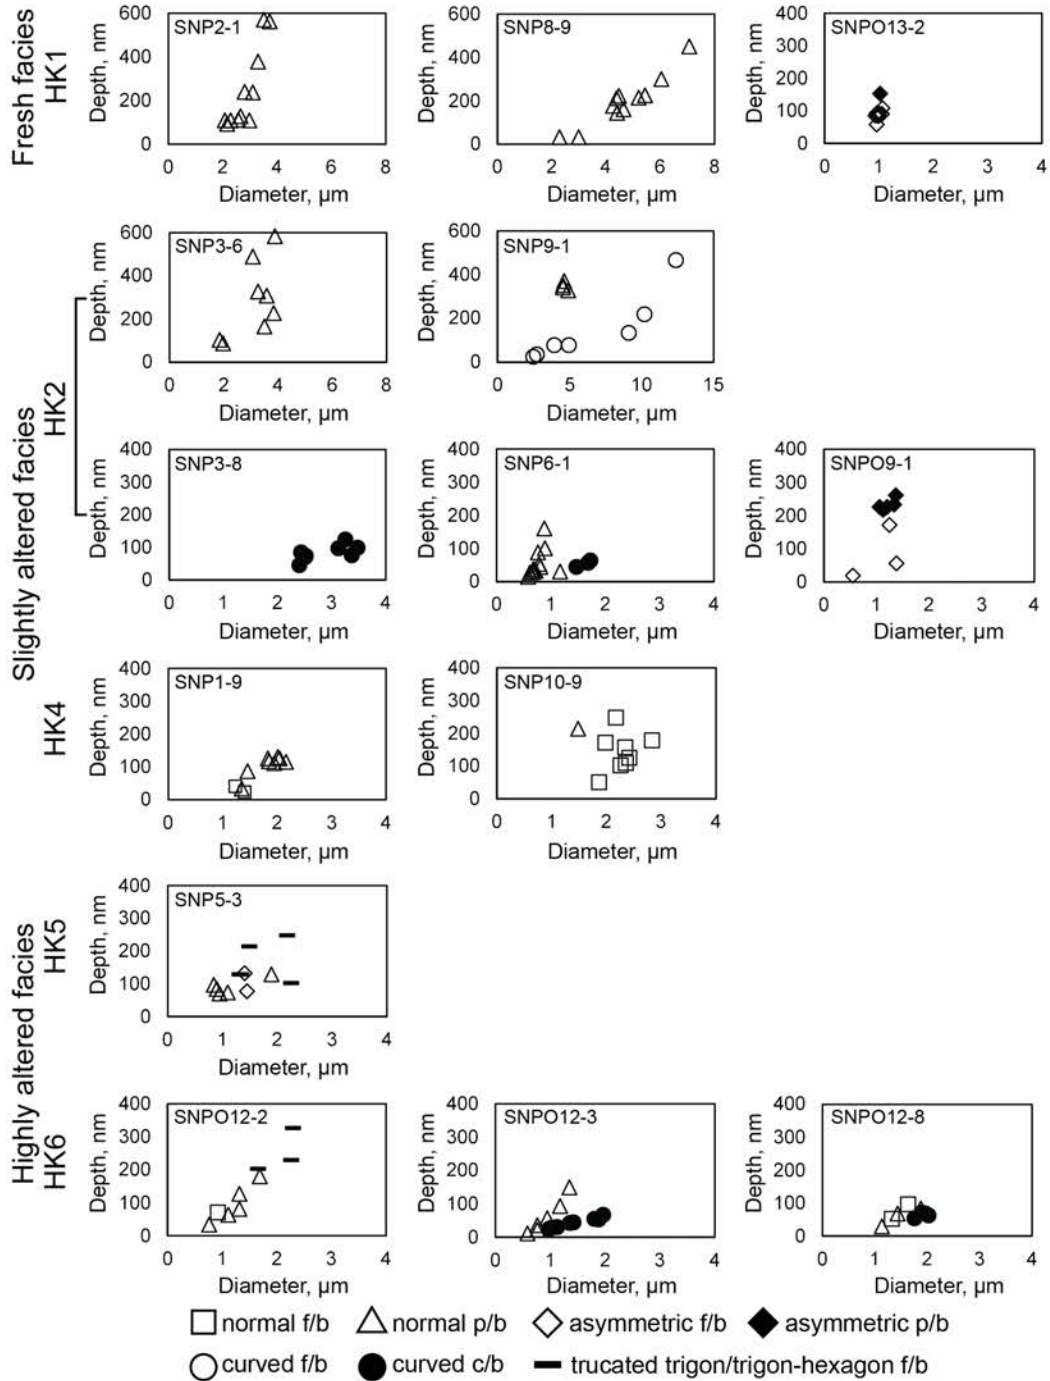 Fresh facies
HK1
Depth, nm
600
400
200
0
SNP2-1
0 2 4 6 8
Diameter, µm
Depth, nm
600
400
200
0
SNP8-9
0 2 4 6 8
Diameter, µm
Depth, nm
400
300
200
100
0
SNPO13-2
0 1 2 3 4
Diameter, µm
Slightly altered facies
HK2
Depth, nm
600
400
200
0
SNP3-6
0 2 4 6 8
Diameter, µm
Depth, nm
600
400
200
0
SNP9-1
0 5 10 15
Diameter, µm
Depth, nm
400
300
200
100
0
SNP3-8
0 1 2 3 4
Diameter, µm
Depth, nm
400
300
200
100
0
SNP6-1
0 1 2 3 4
Diameter, µm
Depth, nm
400
300
200
100
0
SNPO9-1
0 1 2 3 4
Diameter, µm
HK4
Depth, nm
400
300
200
100
0
SNP1-9
0 1 2 3 4
Diameter, µm
Depth, nm
400
300
200
100
0
SNP10-9
0 1 2 3 4
Diameter, µm
Highly altered facies
HK5
Depth, nm
400
300
200
100
0
SNP5-3
0 1 2 3 4
Diameter, µm
HK6
Depth, nm
400
300
200
100
0
SNPO12-2
0 1 2 3 4
Diameter, µm
Depth, nm
400
300
200
100
0
SNPO12-3
0 1 2 3 4
Diameter, µm
Depth, nm
400
300
200
100
0
SNPO12-8
0 1 2 3 4
Diameter, µm
normal f/b normal p/b asymmetric f/b asymmetric p/b
curved f/b curved c/b trucated trigon/trigon-hexagon f/b